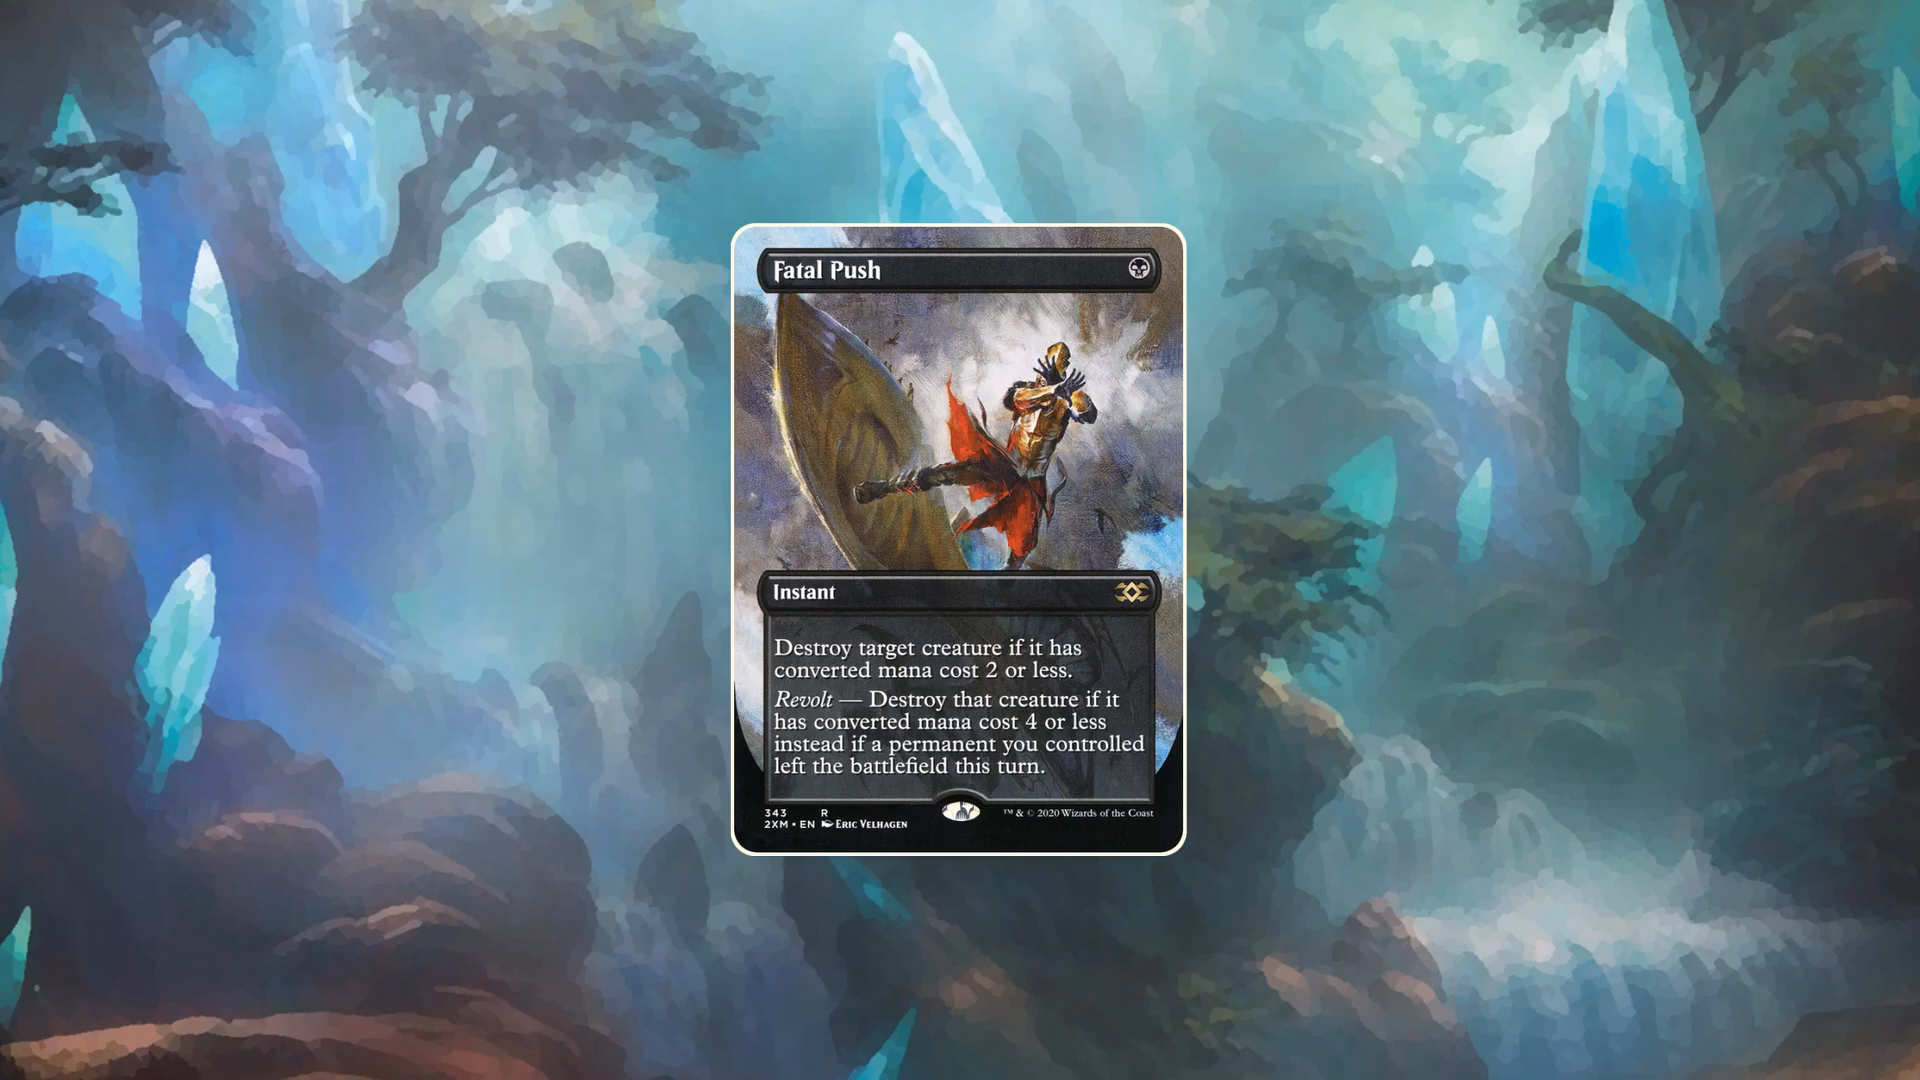 Fatal Push
Instant
Destroy target creature if it has
converted mana cost 2 or less.
Revolt — Destroy that creature if it
has converted mana cost 4 or less
instead if a permanent you controlled
left the battlefield this turn.
343 R
2XM • EN Eric Velhagen
™ & © 2020 Wizards of the Coast